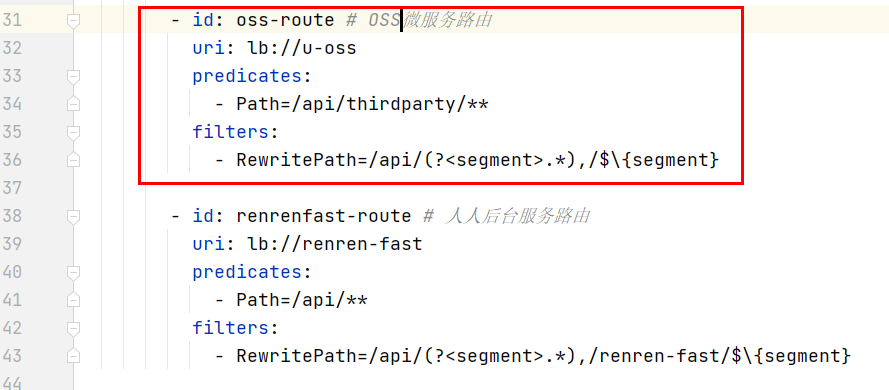 31 - id: oss-route # OSS微服务路由
32 uri: lb://u-oss
33 predicates:
34 - Path=/api/thirdparty/**
35 filters:
36 - RewritePath=/api/(?<segment>.*),/$\{segment}
37
38 - id: renrenfast-route # 人人后台服务路由
39 uri: lb://renren-fast
40 predicates:
41 - Path=/api/**
42 filters:
43 - RewritePath=/api/(?<segment>.*),/renren-fast/$\{segment}
44